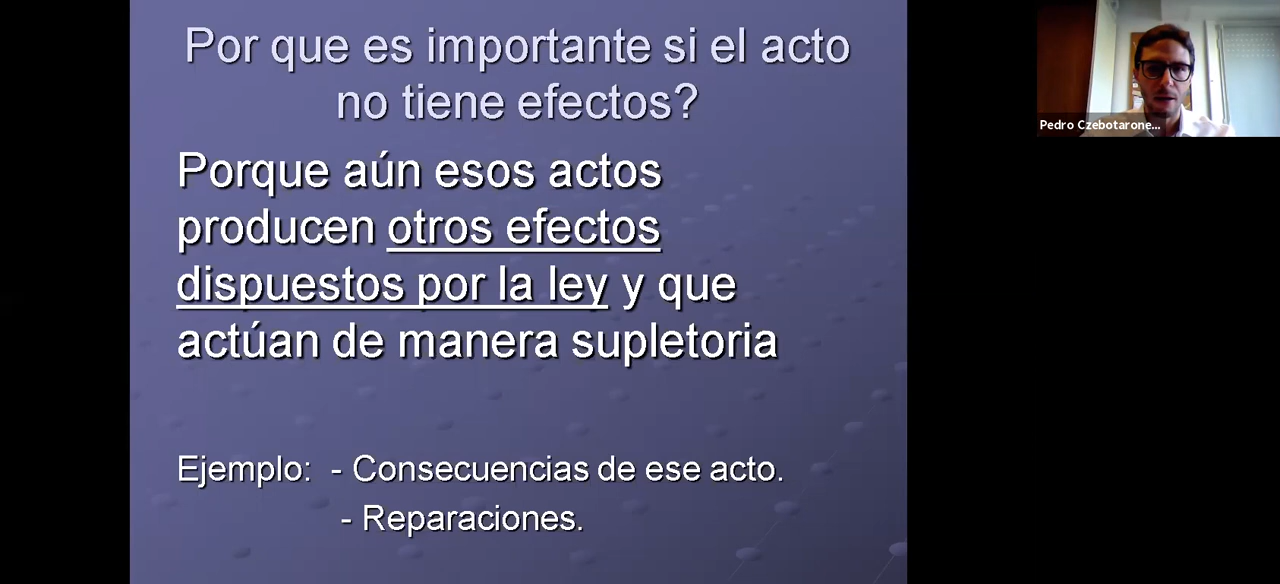 Por que es importante si el acto
no tiene efectos?
Porque aún esos actos
producen otros efectos
dispuestos por la ley y que
actúan de manera supletoria
Ejemplo: - Consecuencias de ese acto.
- Reparaciones.
Pedro Czebotarone...